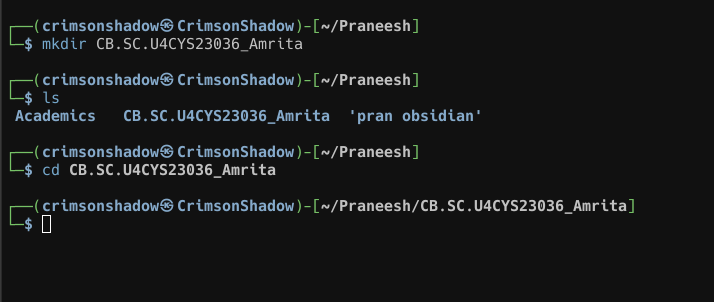 ┌──(crimsonshadow㉿CrimsonShadow)-[~/Praneesh]
└─$ mkdir CB.SC.U4CYS23036_Amrita
┌──(crimsonshadow㉿CrimsonShadow)-[~/Praneesh]
└─$ ls
Academics   CB.SC.U4CYS23036_Amrita  'pran obsidian'
┌──(crimsonshadow㉿CrimsonShadow)-[~/Praneesh]
└─$ cd CB.SC.U4CYS23036_Amrita
┌──(crimsonshadow㉿CrimsonShadow)-[~/Praneesh/CB.SC.U4CYS23036_Amrita]
└─$